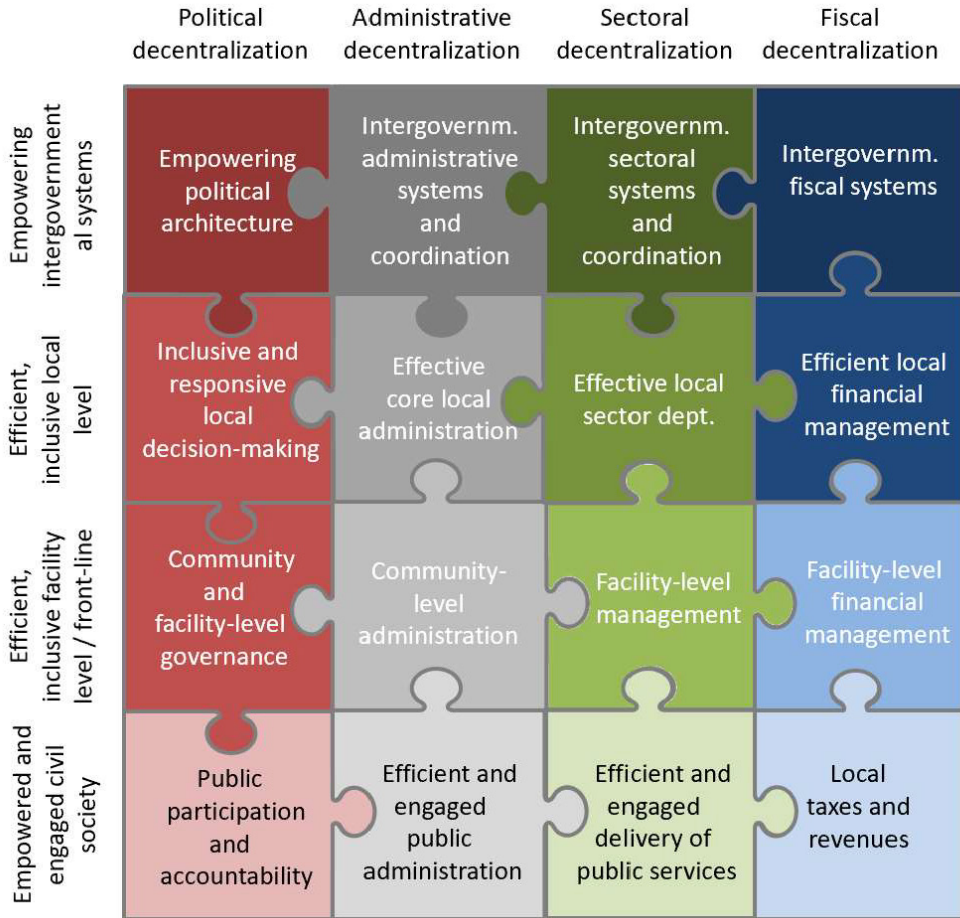 Political
decentralization
Administrative
decentralization
Sectoral
decentralization
Fiscal
decentralization
Empowering
intergovernment
al systems
Empowering
political
architecture
Intergovernm.
administrative
systems
and
coordination
Intergovernm.
sectoral
systems
and
coordination
Intergovernm.
fiscal systems
Efficient,
inclusive local
level
Inclusive and
responsive
local
decision-making
Effective
core local
administration
Effective local
sector dept.
Efficient local
financial
management
Efficient,
inclusive facility
level / front-line
Community
and
facility-level
governance
Community-
level
administration
Facility-level
management
Facility-level
financial
management
Empowered and
engaged civil
society
Public
participation
and
accountability
Efficient and
engaged
public
administration
Efficient and
engaged
delivery of
public services
Local
taxes and
revenues